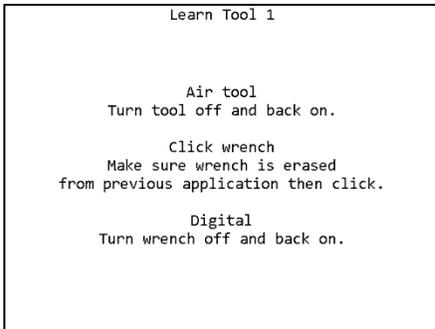 Learn Tool 1
Air tool
Turn tool off and back on.
Click wrench
Make sure wrench is erased
from previous application then click.
Digital
Turn wrench off and back on.